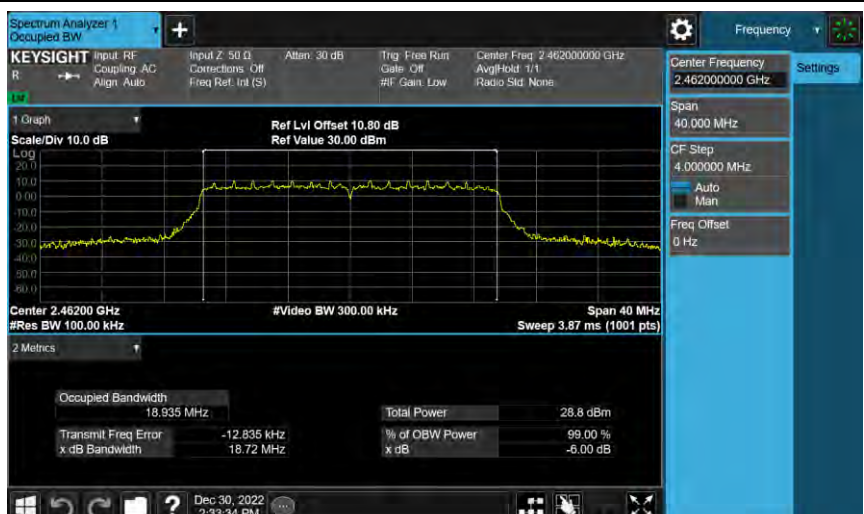 Spectrum Analyzer 1
Occupied BW
+
Frequency
KEYSIGHT
R
Input: RF
Coupling: AC
Align: Auto
Input Z: 50 Ω
Corrections: Off
Freq Ref: Int (S)
Atten: 30 dB
Trig: Free Run
Gate: Off
#IF Gain: Low
Center Freq: 2.462000000 GHz
Avg|Hold: 1/1
Radio Std: None
1 Graph
Scale/Div 10.0 dB
Ref Lvl Offset 10.80 dB
Ref Value 30.00 dBm
Log
20.0
10.0
0.00
-10.0
-20.0
-30.0
-40.0
-50.0
-60.0
Center 2.46200 GHz
#Video BW 300.00 kHz
Span 40 MHz
#Res BW 100.00 kHz
Sweep 3.87 ms (1001 pts)
2 Metrics
Occupied Bandwidth
18.935 MHz
Total Power
28.8 dBm
Transmit Freq Error
-12.835 kHz
% of OBW Power
99.00 %
x dB Bandwidth
18.72 MHz
x dB
-6.00 dB
Center Frequency
2.462000000 GHz
Settings
Span
40.000 MHz
CF Step
4.000000 MHz
Auto
Man
Freq Offset
0 Hz
?
Dec 30, 2022
2:33:34 PM